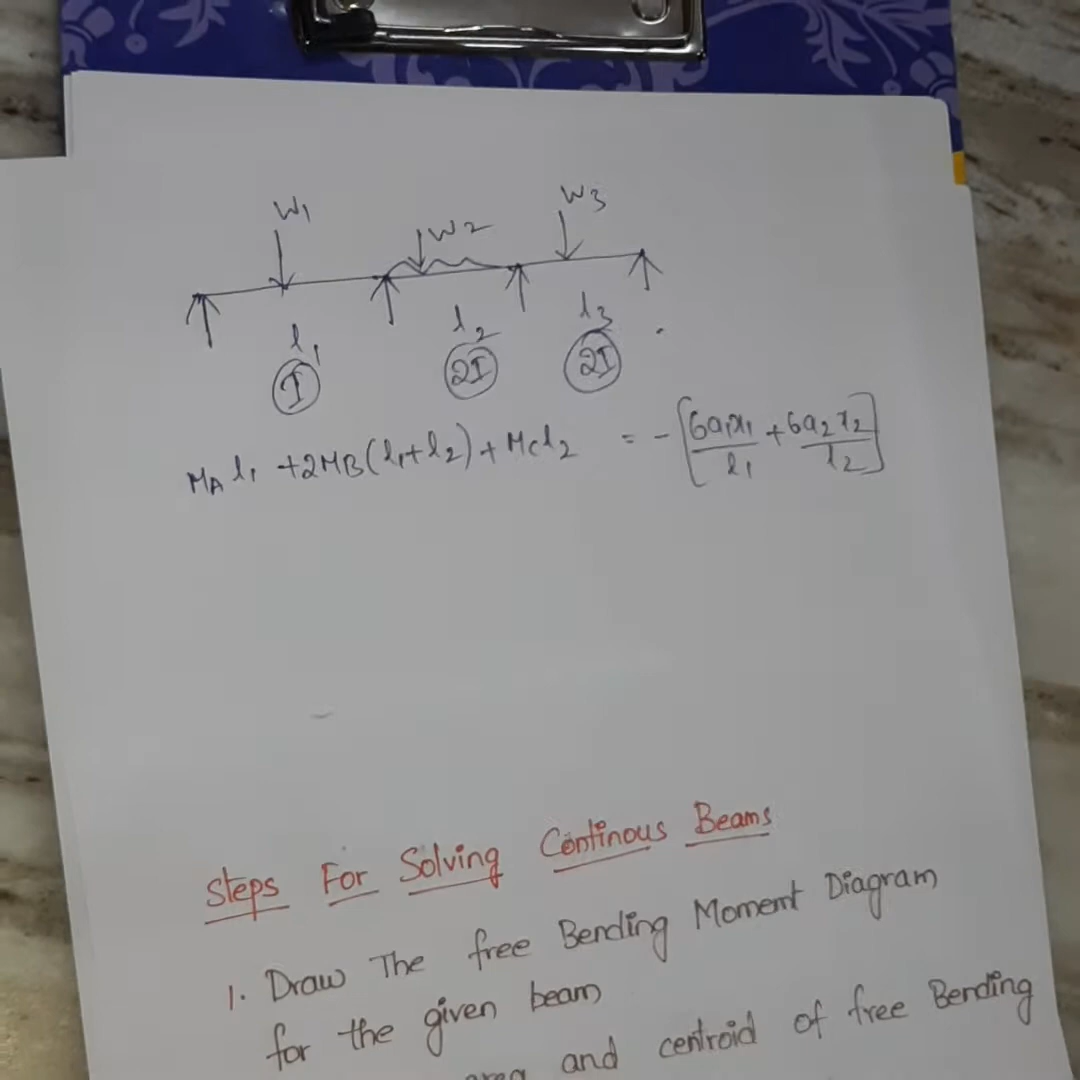 W1
W2
W3
l1
l2
l3
I
2I
2I
MA l1 + 2MB(l1+l2) + MC l2 = -[6a1x1/l1 + 6a2x2/l2]
Steps For Solving Continous Beams
1. Draw The free Bending Moment Diagram
for the given beam
area and centroid of free Bending